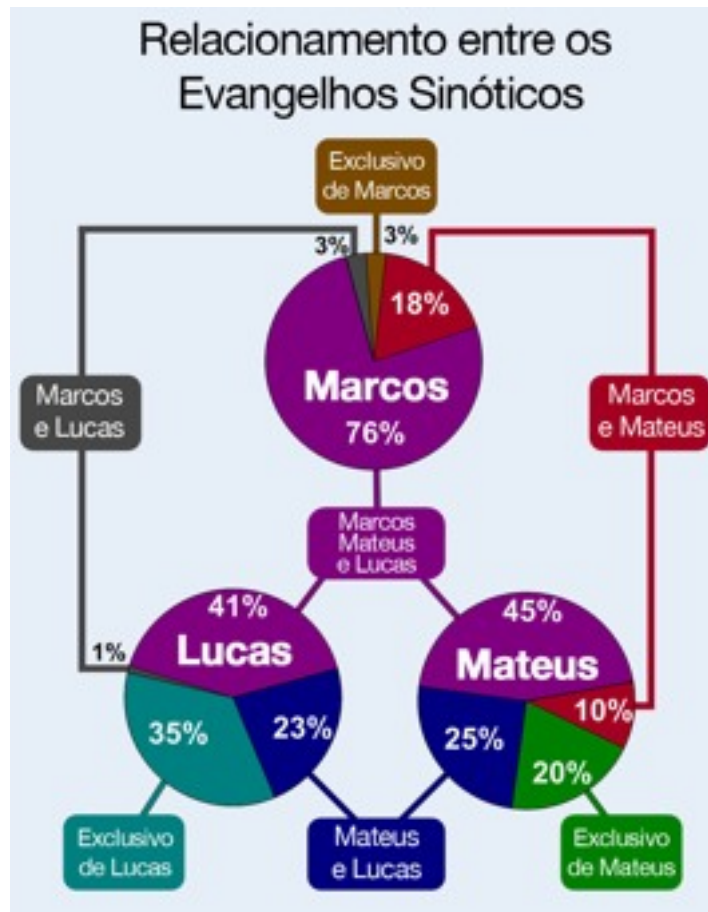 Relacionamento entre os
Evangelhos Sinóticos
Exclusivo
de Marcos
3%
3%
18%
Marcos
76%
Marcos
e Lucas
Marcos
e Mateus
Marcos
Mateus
e Lucas
41%
Lucas
1%
35%
23%
45%
Mateus
10%
25%
20%
Exclusivo
de Lucas
Mateus
e Lucas
Exclusivo
de Mateus